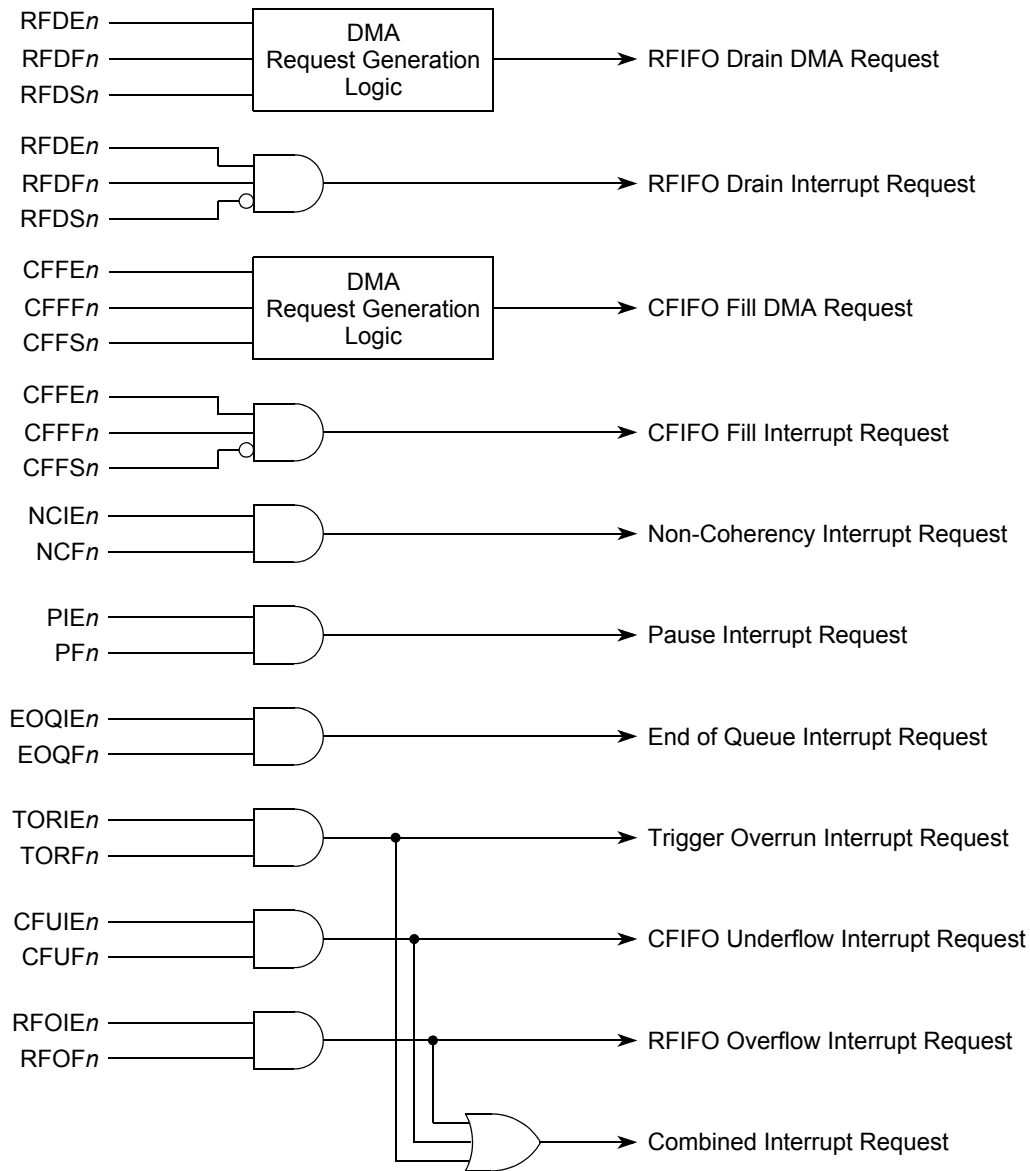 RFDEn
RFDFn
RFDSn
DMA
Request Generation
Logic
RFIFO Drain DMA Request
RFDEn
RFDFn
RFDSn
RFIFO Drain Interrupt Request
CFFEn
CFFFn
CFFSn
DMA
Request Generation
Logic
CFIFO Fill DMA Request
CFFEn
CFFFn
CFFSn
CFIFO Fill Interrupt Request
NCIEn
NCFn
Non-Coherency Interrupt Request
PIEn
PFn
Pause Interrupt Request
EOQIEn
EOQFn
End of Queue Interrupt Request
TORIEn
TORFn
Trigger Overrun Interrupt Request
CFUIEn
CFUFn
CFIFO Underflow Interrupt Request
RFOIEn
RFOFn
RFIFO Overflow Interrupt Request
Combined Interrupt Request